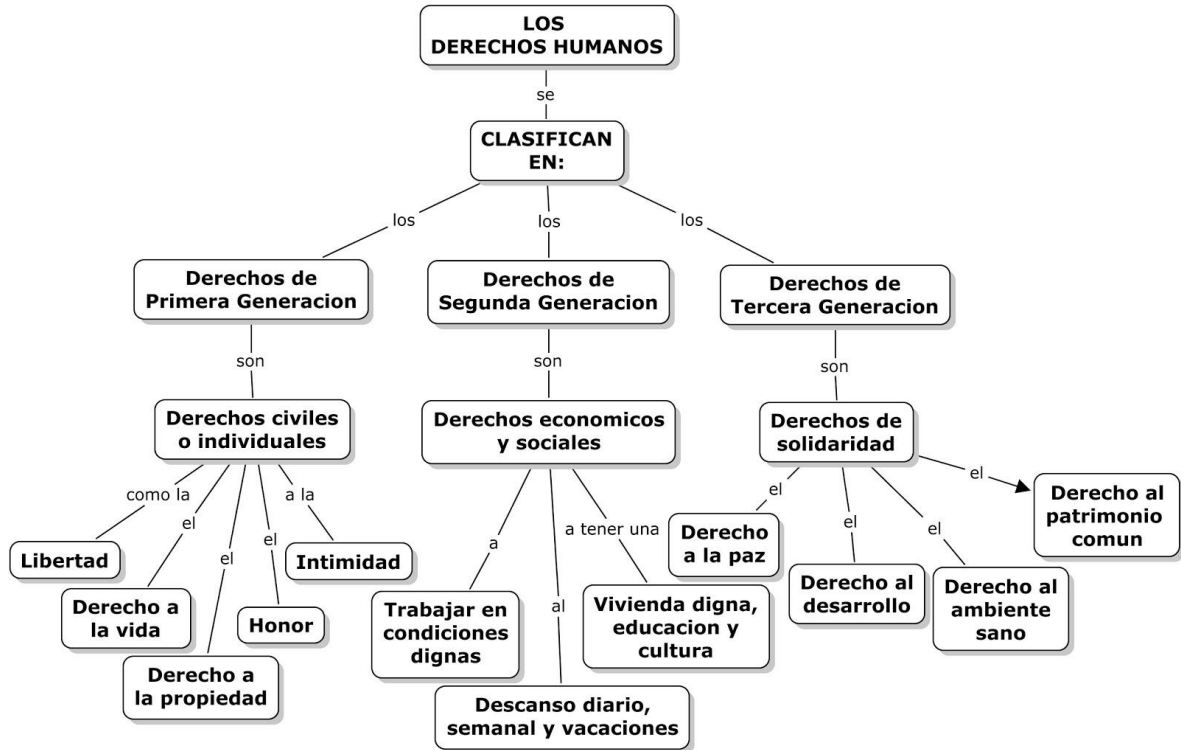 LOS
DERECHOS HUMANOS
se
CLASIFICAN
EN:
los
los
los
Derechos de
Primera Generacion
Derechos de
Segunda Generacion
Derechos de
Tercera Generacion
son
son
son
Derechos civiles
o individuales
Derechos economicos
y sociales
Derechos de
solidaridad
como la
el
el
el
a la
Libertad
Derecho a
la vida
Derecho a
la propiedad
Honor
Intimidad
a
al
a tener una
Trabajar en
condiciones
dignas
Descanso diario,
semanal y vacaciones
Vivienda digna,
educacion y
cultura
el
el
el
el
Derecho
a la paz
Derecho al
desarrollo
Derecho al
ambiente
sano
Derecho al
patrimonio
comun